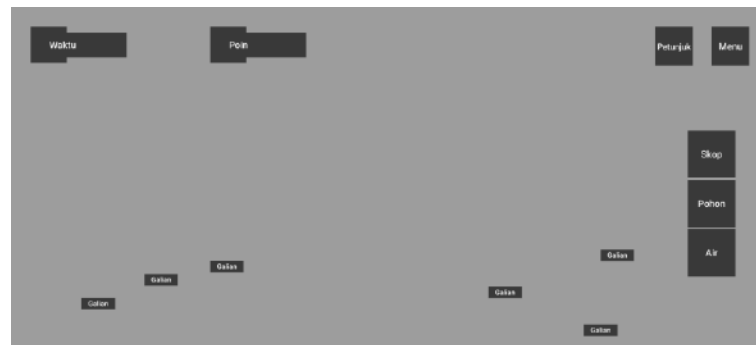 Waktu
Poin
Petunjuk
Menu
Skop
Pohon
Air
Galian
Galian
Galian
Galian
Galian
Galian